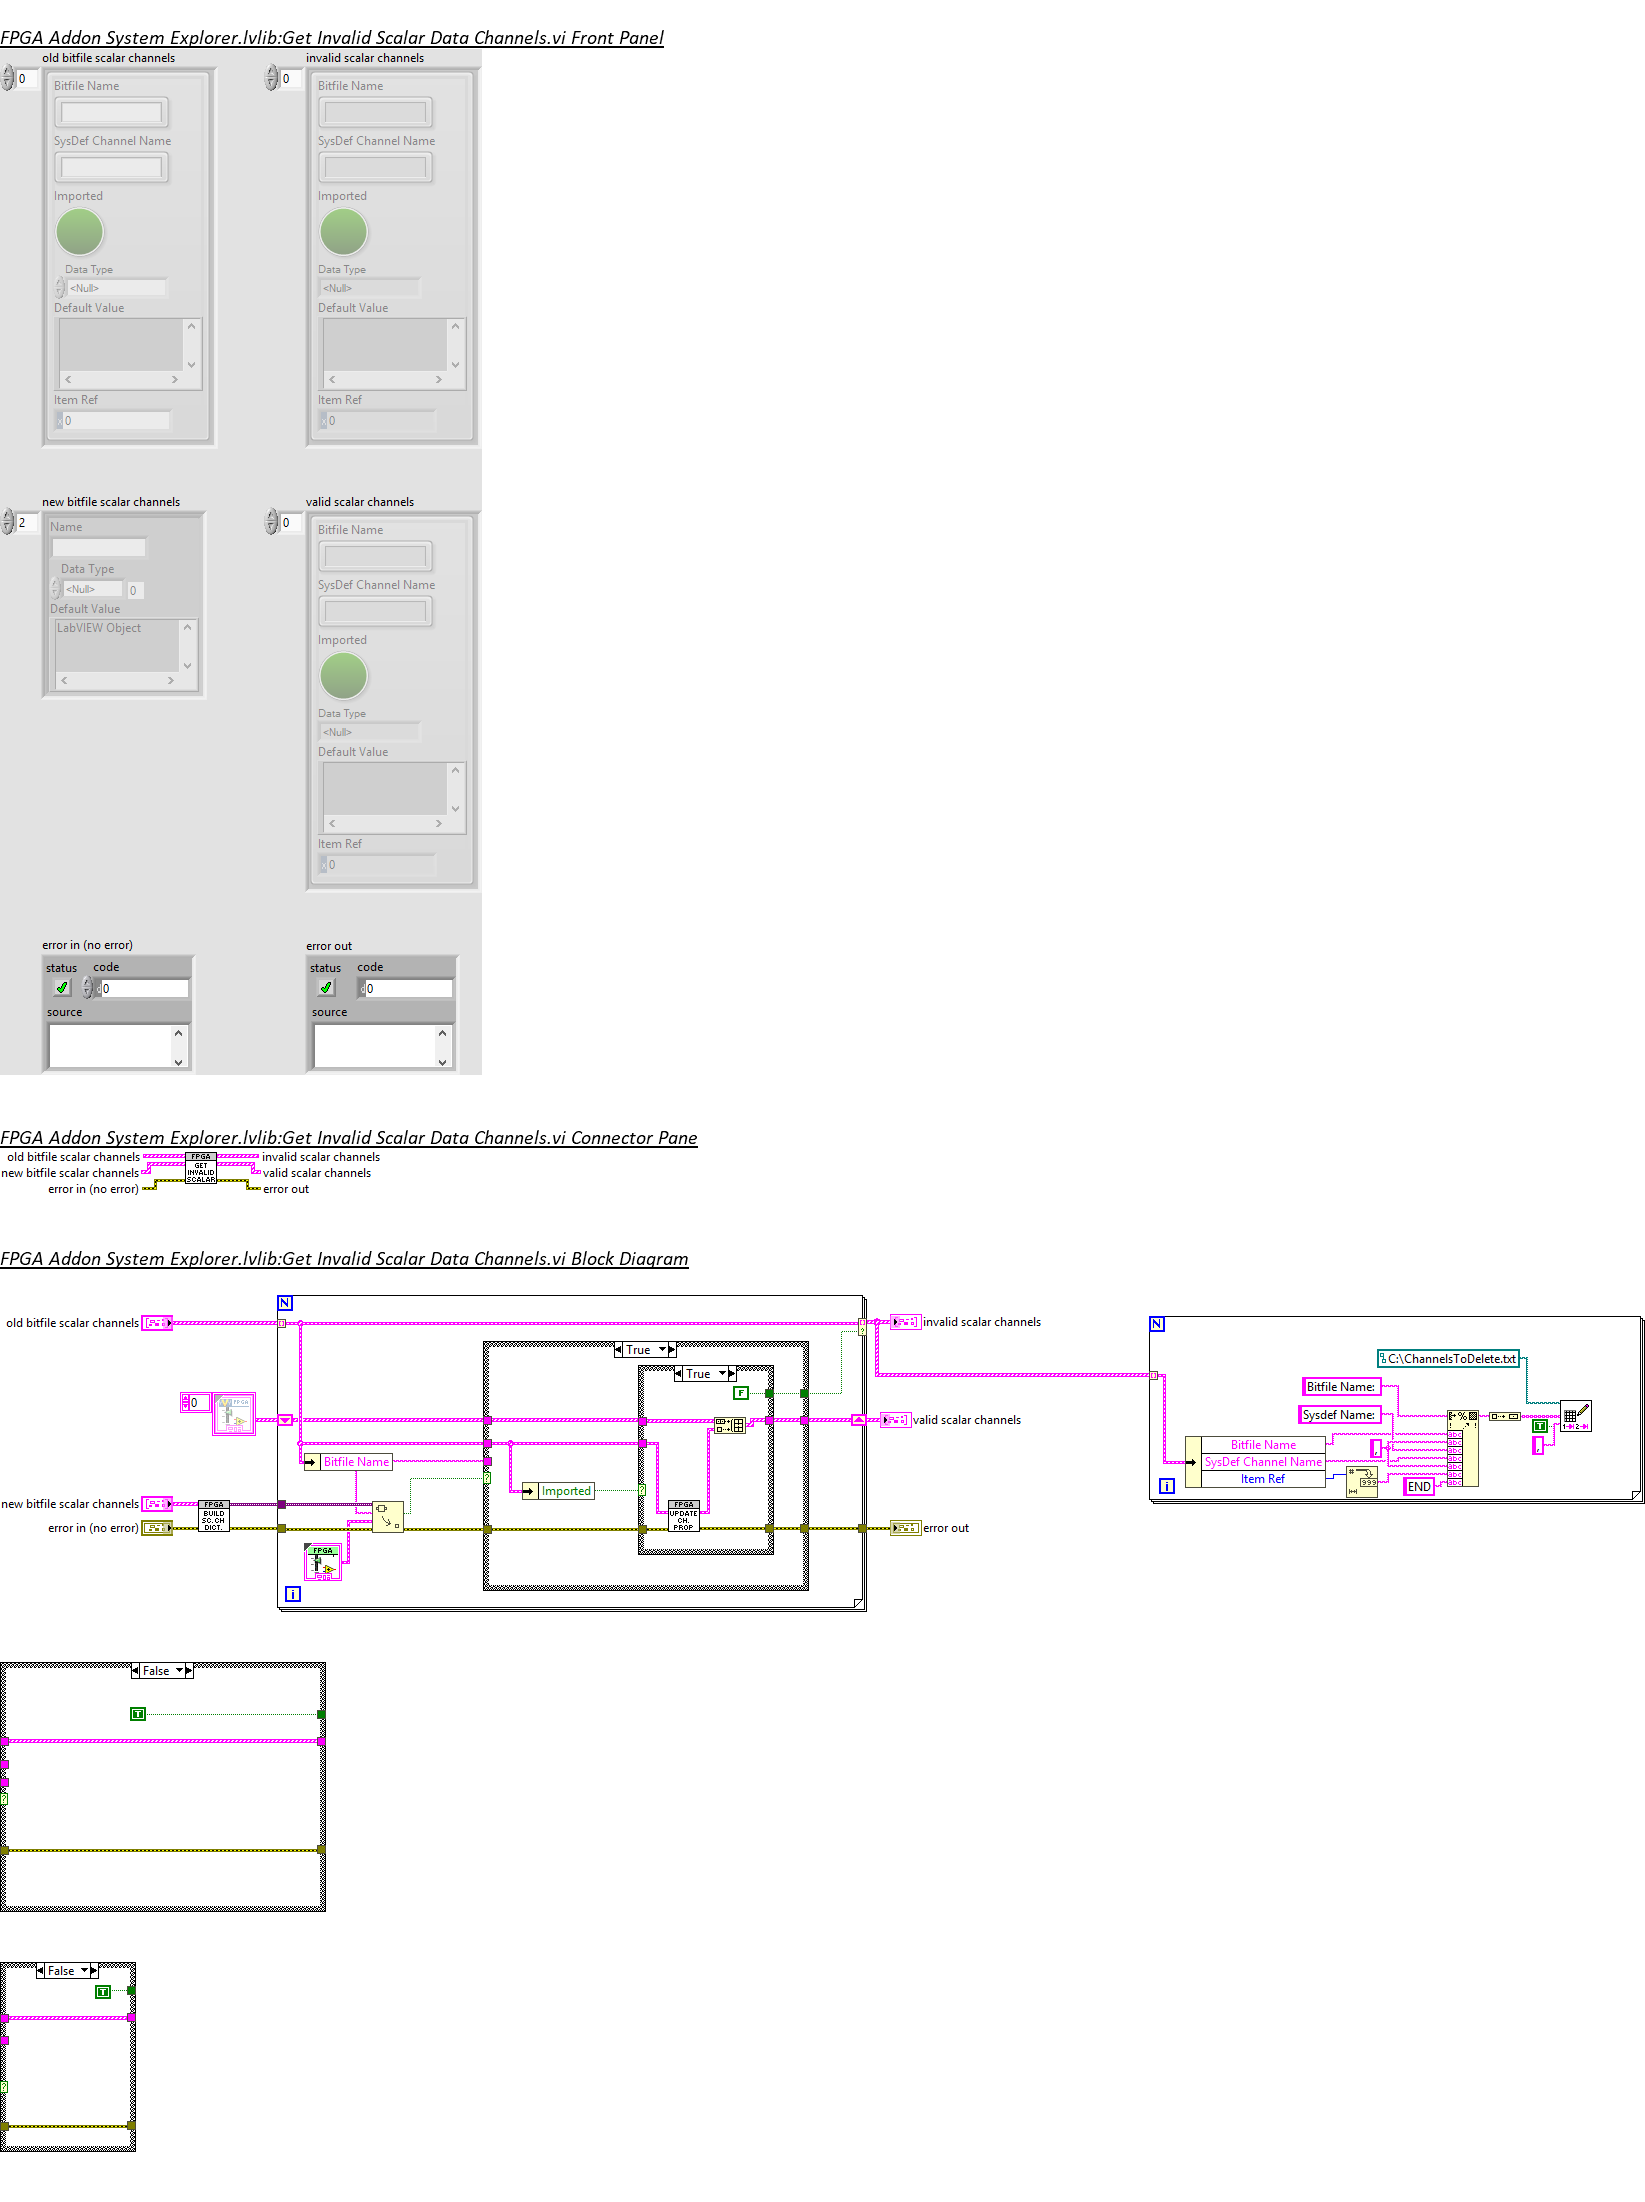 FPGA Addon System Explorer.lvlib:Get Invalid Scalar Data Channels.vi Front Panel
old bitfile scalar channels
0
Bitfile Name
SysDef Channel Name
Imported
Data Type
<Null>
Default Value
Item Ref
x 0
invalid scalar channels
0
Bitfile Name
SysDef Channel Name
Imported
Data Type
<Null>
Default Value
Item Ref
x 0
new bitfile scalar channels
2
Name
Data Type
<Null> 0
Default Value
LabVIEW Object
valid scalar channels
0
Bitfile Name
SysDef Channel Name
Imported
Data Type
<Null>
Default Value
Item Ref
x 0
error in (no error)
status code
d 0
source
error out
status code
d 0
source
FPGA Addon System Explorer.lvlib:Get Invalid Scalar Data Channels.vi Connector Pane
old bitfile scalar channels
new bitfile scalar channels
error in (no error)
FPGA
GET
INVALID
SCALAR
invalid scalar channels
valid scalar channels
error out
FPGA Addon System Explorer.lvlib:Get Invalid Scalar Data Channels.vi Block Diagram
N
old bitfile scalar channels
invalid scalar channels
True
True
F
0
FPGA
valid scalar channels
Bitfile Name
Imported
new bitfile scalar channels
error in (no error)
FPGA
BUILD
SC.CH
DICT.
FPGA
UPDATE
CH.
PROP
error out
FPGA
i
N
C:\ChannelsToDelete.txt
Bitfile Name:
Sysdef Name:
T
,
,
abc
abc
abc
abc
abc
abc
abc
Bitfile Name
SysDef Channel Name
Item Ref
999
END
i
False
T
?
False
T
?